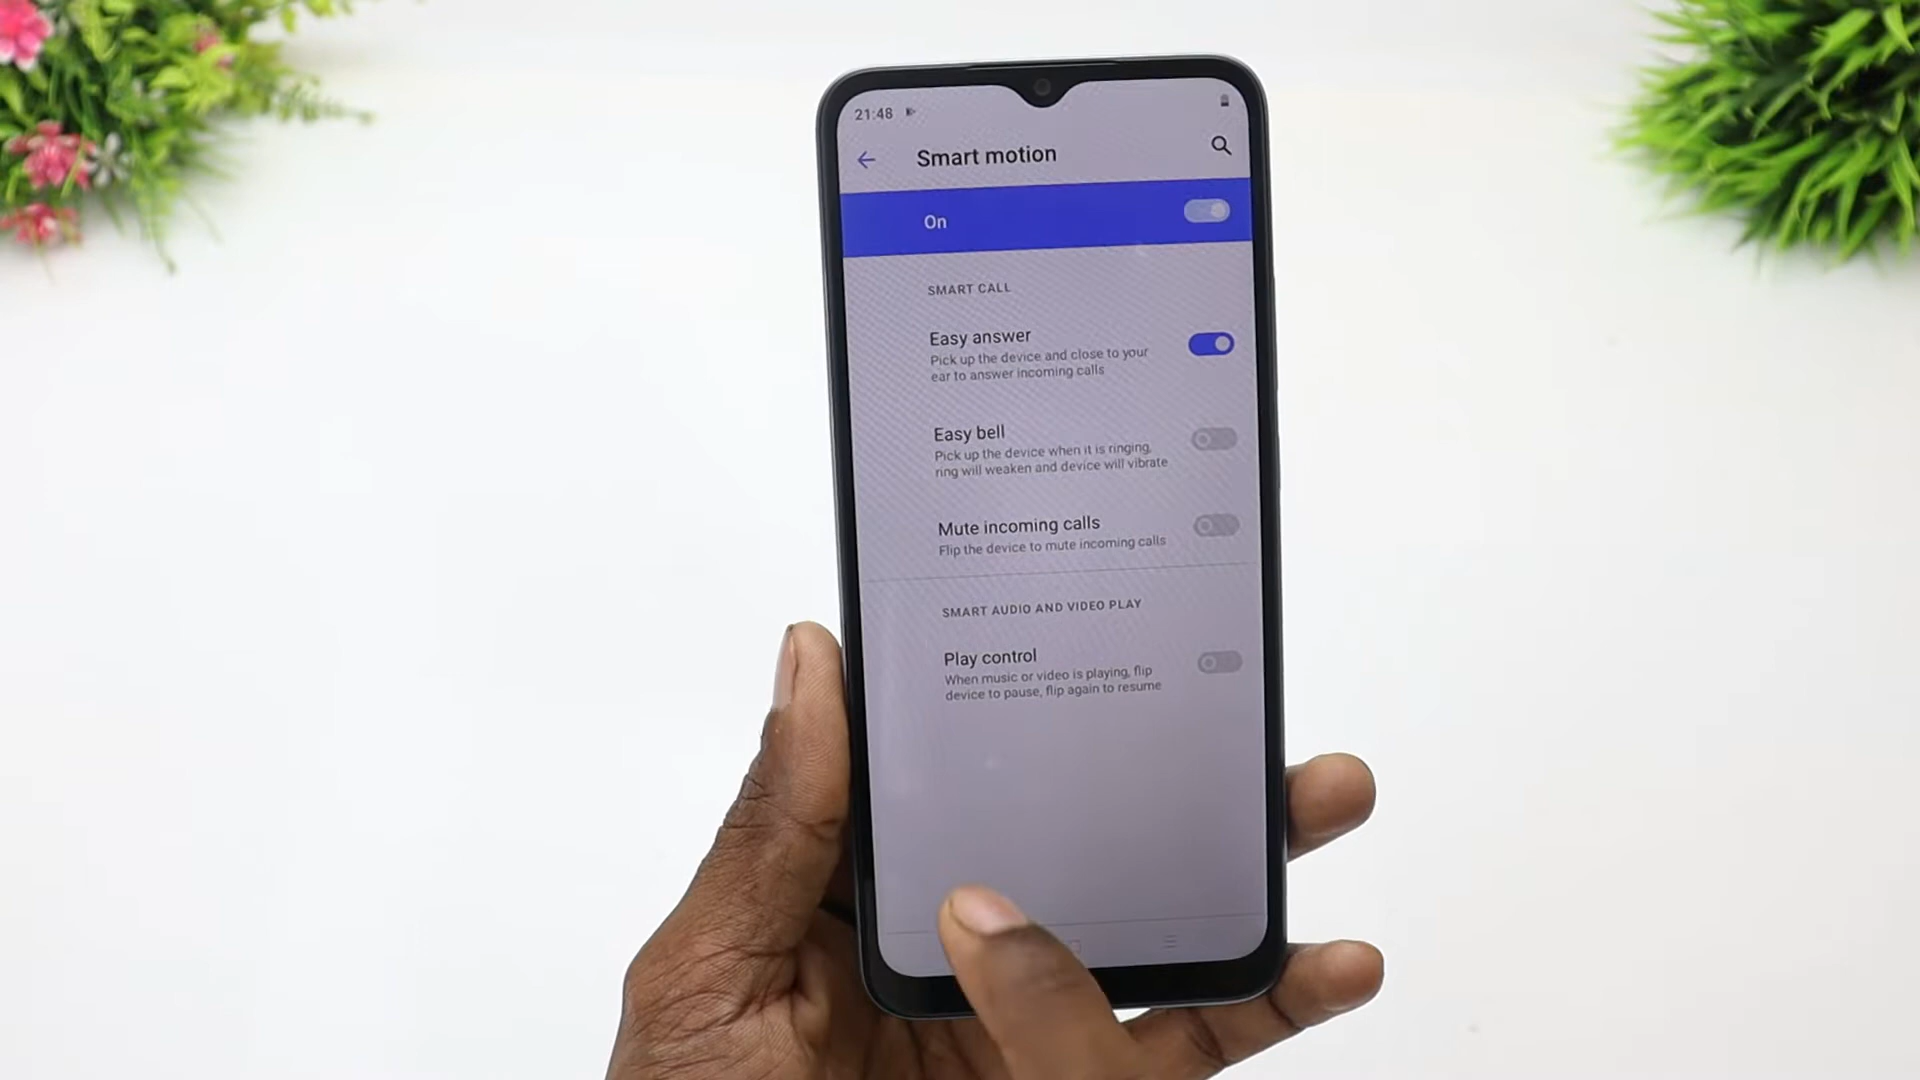 21:48
Smart motion
On
SMART CALL
Easy answer
Pick up the device and close to your
ear to answer incoming calls
Easy bell
Pick up the device when it is ringing,
ring will weaken and device will vibrate
Mute incoming calls
Flip the device to mute incoming calls
SMART AUDIO AND VIDEO PLAY
Play control
When music or video is playing, flip
device to pause, flip again to resume